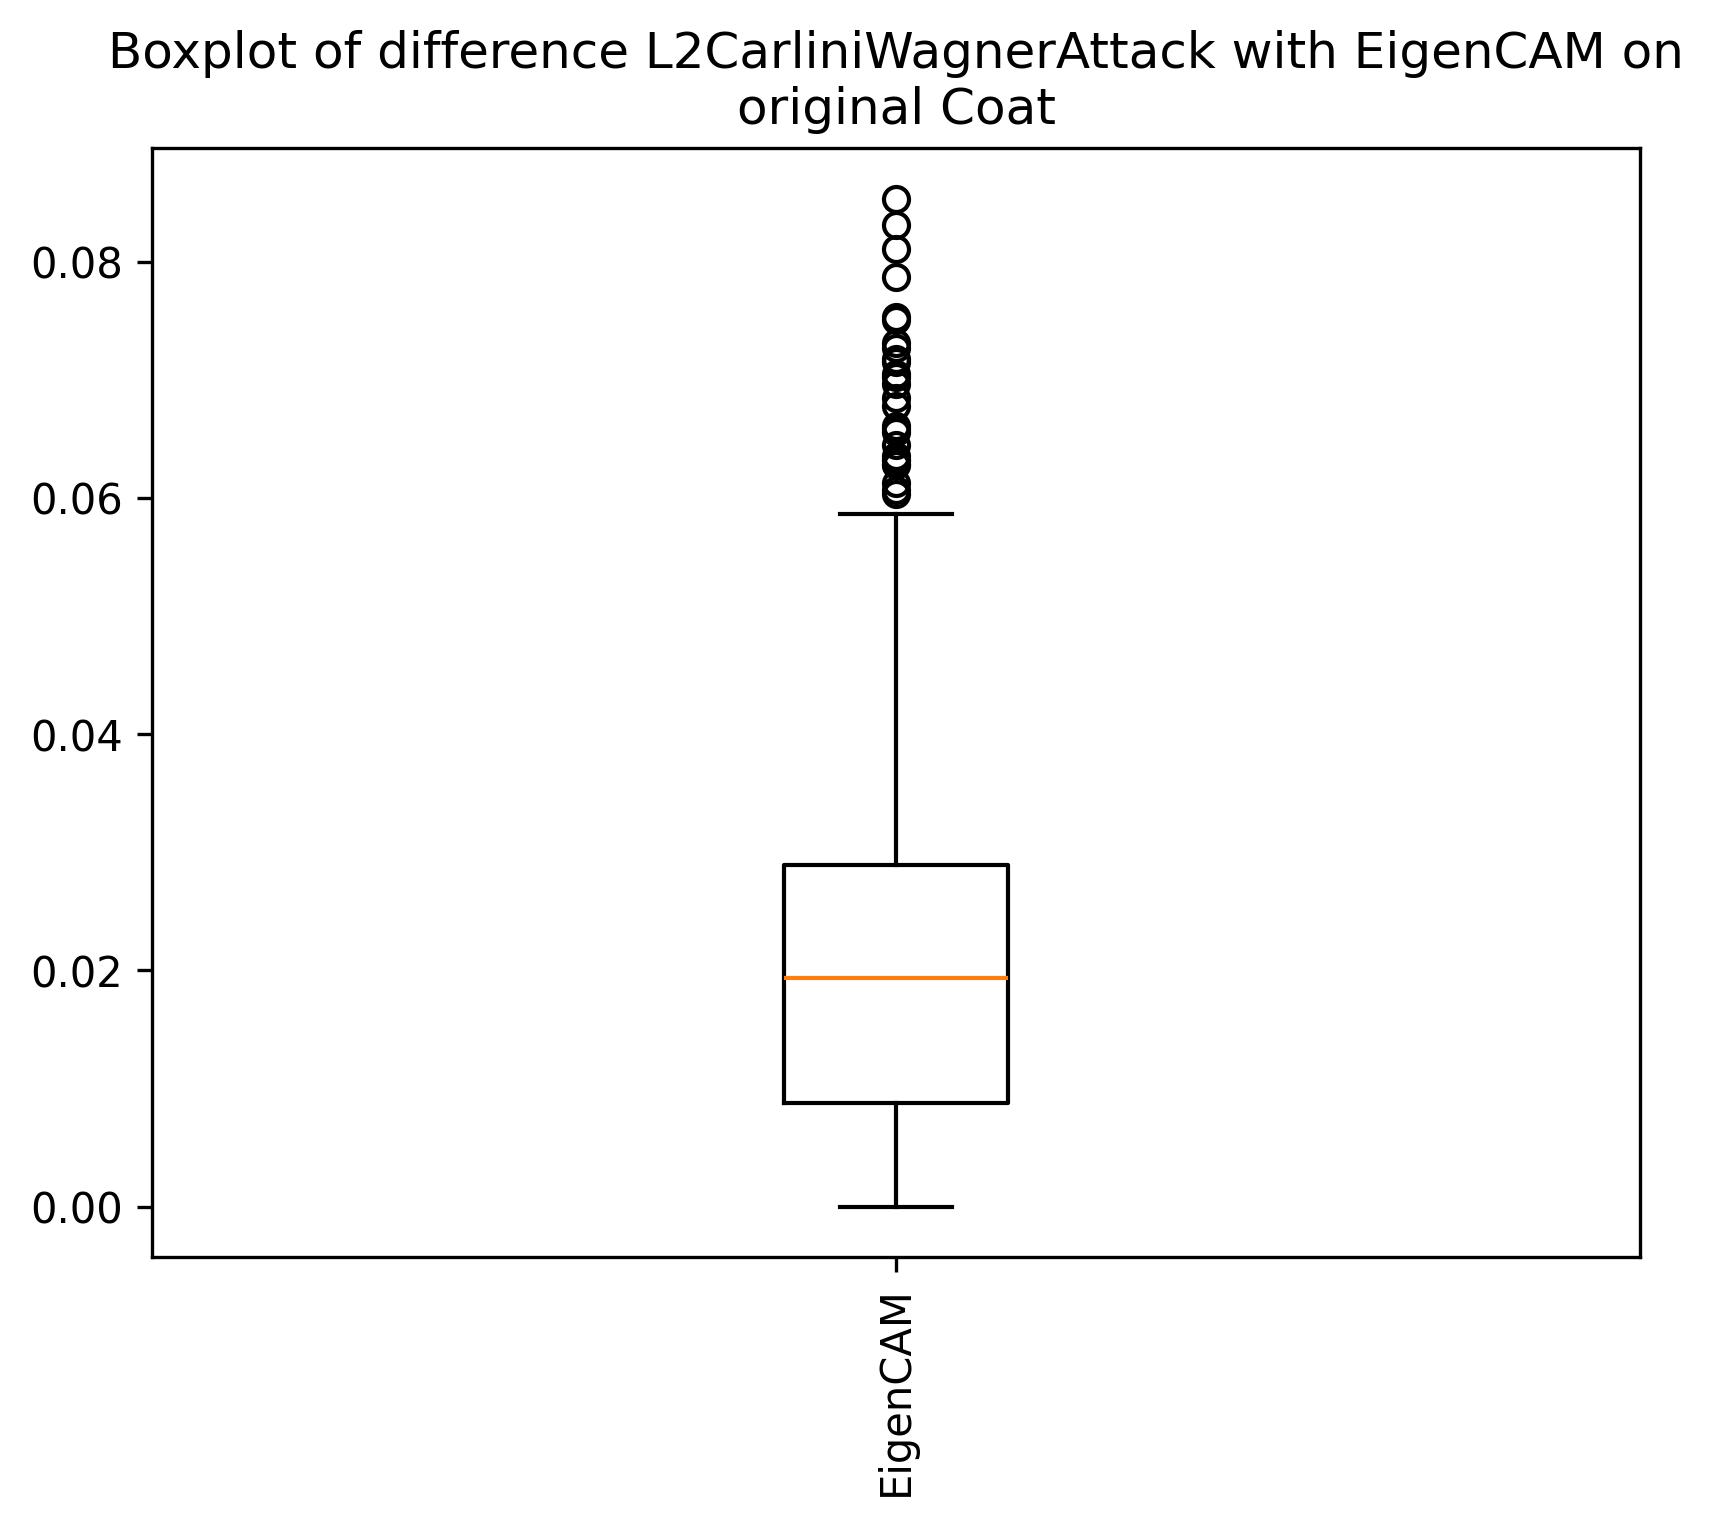 Boxplot of difference L2CarliniWagnerAttack with EigenCAM on
original Coat
0.08
0.06
0.04
0.02
0.00
EigenCAM